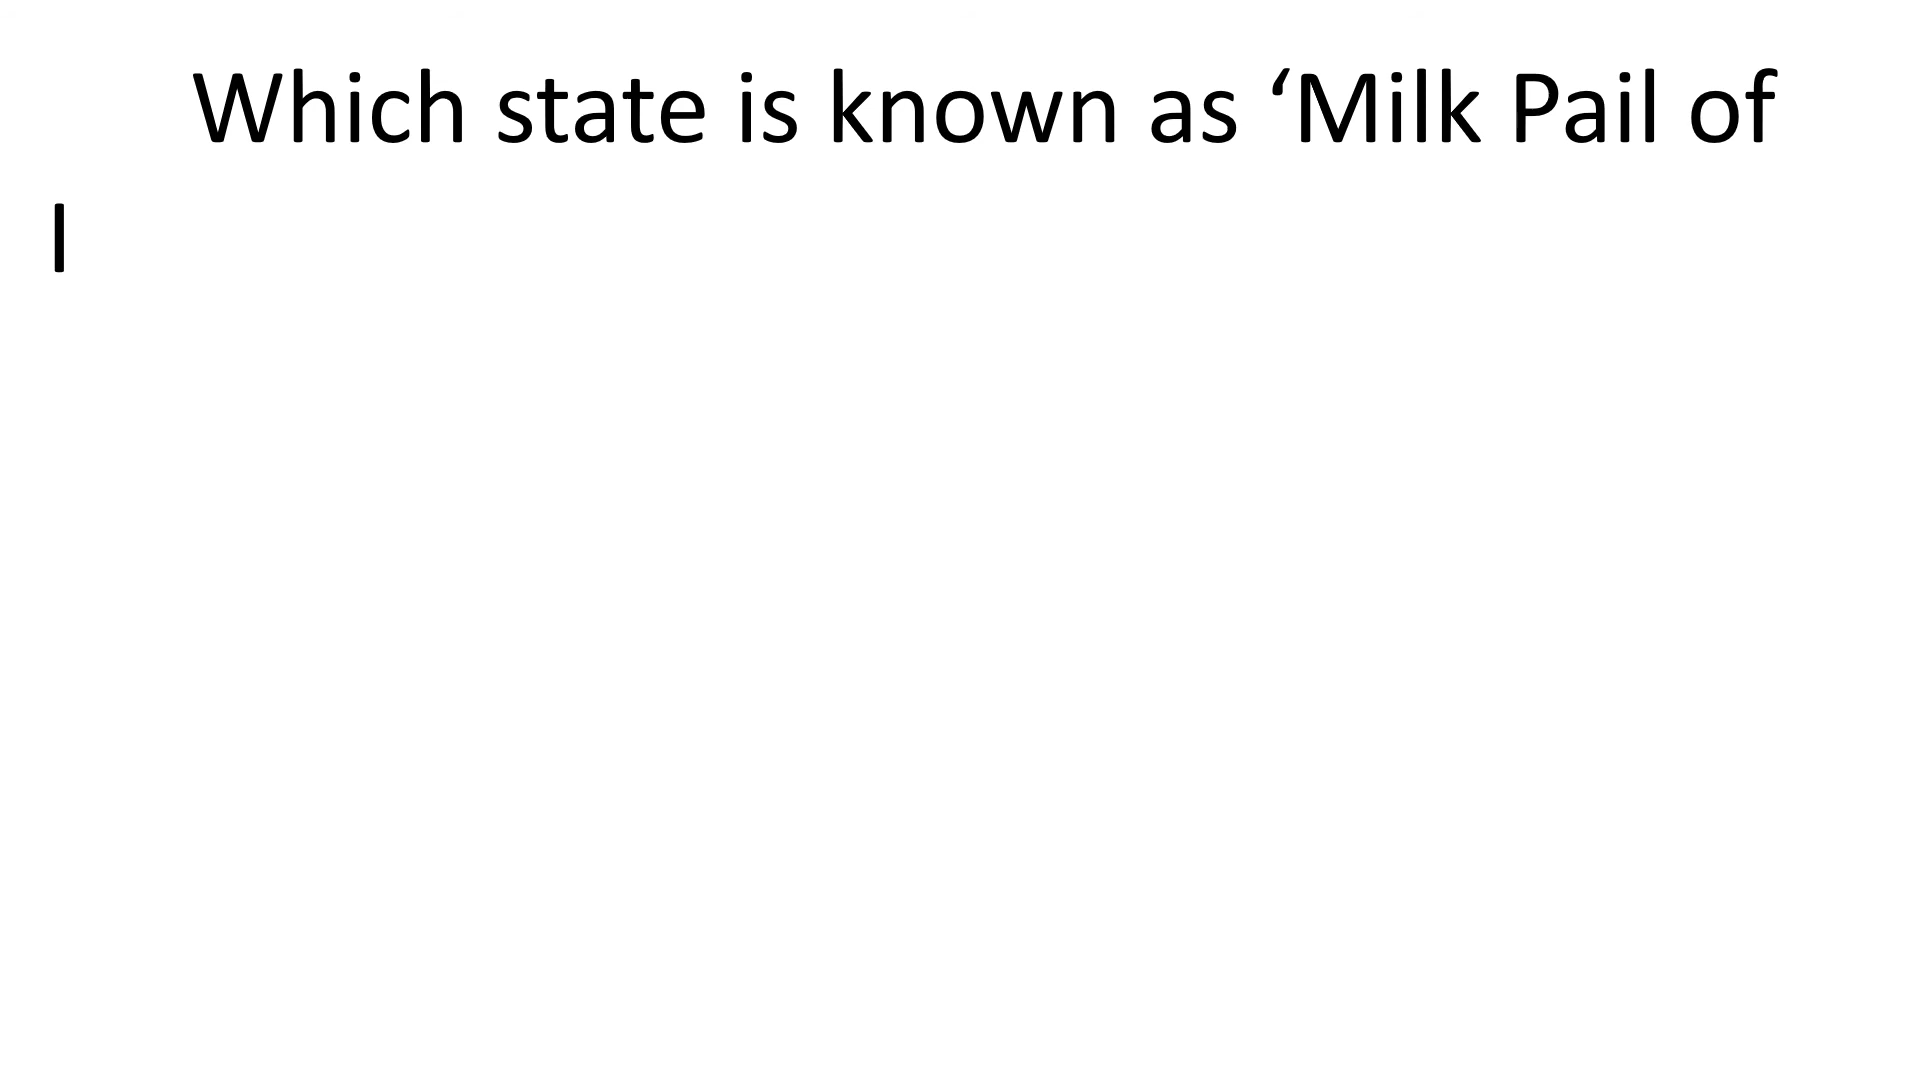 Which state is known as ‘Milk Pail of
I